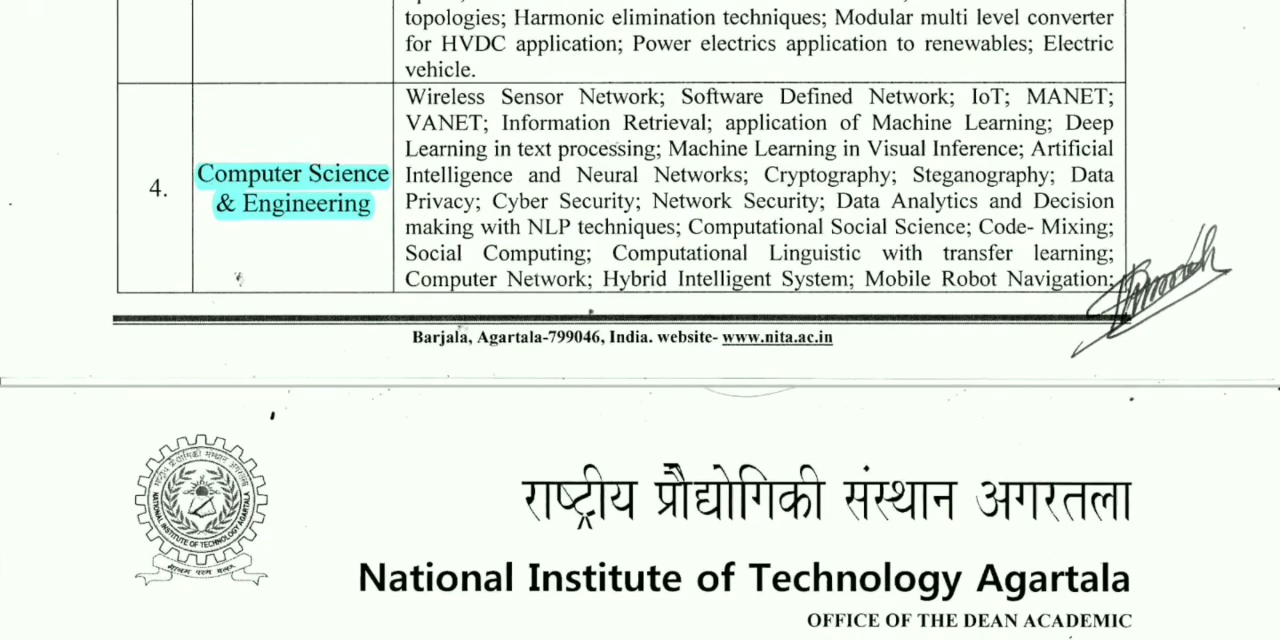 topologies; Harmonic elimination techniques; Modular multi level converter
for HVDC application; Power electrics application to renewables; Electric
vehicle.
4.
Computer Science
& Engineering
Wireless Sensor Network; Software Defined Network; IoT; MANET;
VANET; Information Retrieval; application of Machine Learning; Deep
Learning in text processing; Machine Learning in Visual Inference; Artificial
Intelligence and Neural Networks; Cryptography; Steganography; Data
Privacy; Cyber Security; Network Security; Data Analytics and Decision
making with NLP techniques; Computational Social Science; Code- Mixing;
Social Computing; Computational Linguistic with transfer learning;
Computer Network; Hybrid Intelligent System; Mobile Robot Navigation;
Barjala, Agartala-799046, India. website- www.nita.ac.in
राष्ट्रीय प्रौद्योगिकी संस्थान अगरतला
NATIONAL INSTITUTE OF TECHNOLOGY AGARTALA
National Institute of Technology Agartala
OFFICE OF THE DEAN ACADEMIC